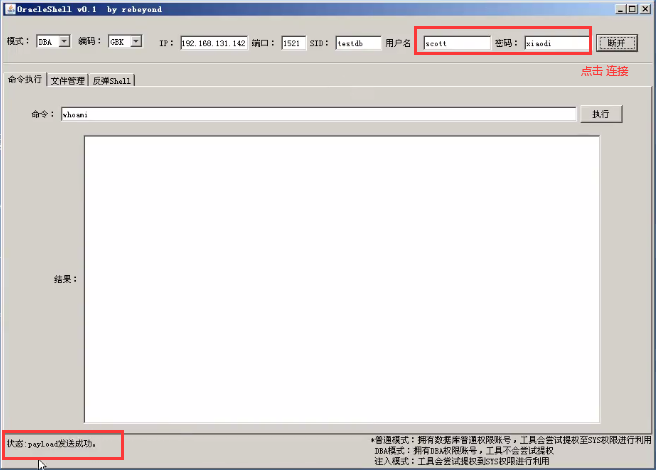 OracleShell v0.1 by rebeyond
模式： DBA 编码： GBK IP： 192.168.131.142 端口： 1521 SID： testdb 用户名 scott 密码： xiaodi 断开
点击 连接
命令执行 文件管理 反弹Shell
命令： whoami 执行
结果：
状态:payload发送成功。
*普通模式：拥有数据库普通权限账号，工具会尝试提权至SYS权限进行利用
DBA模式：拥有DBA权限账号，工具不会尝试提权
注入模式：工具会尝试提权到SYS权限进行利用